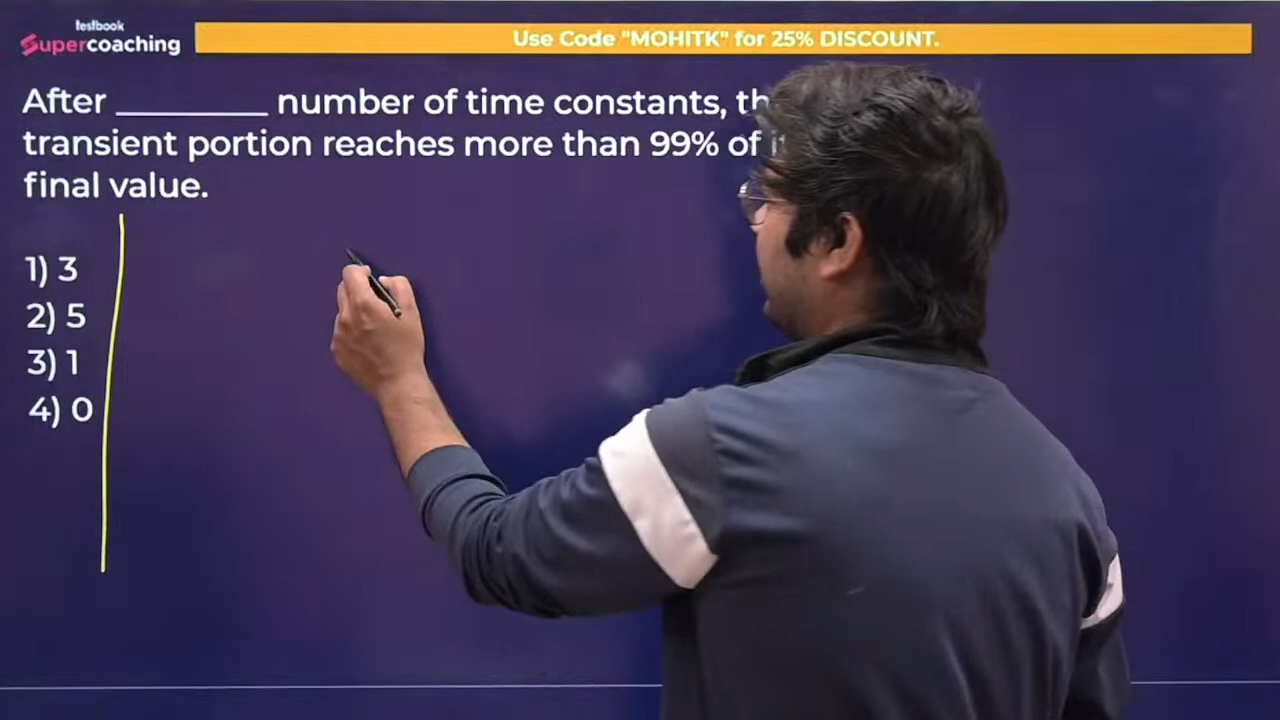 testbook
Supercoaching
Use Code "MOHITK" for 25% DISCOUNT.
After _________ number of time constants,
transient portion reaches more than 99% of
final value.
1) 3
2) 5
3) 1
4) 0